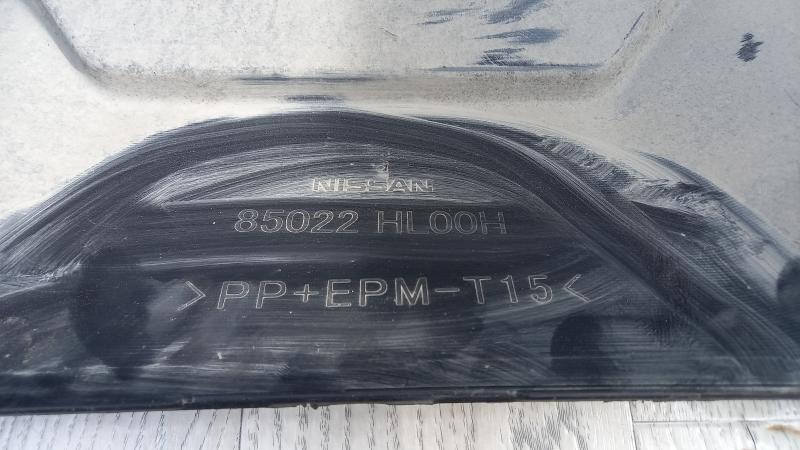 NISSAN
85022 HL00H
>PP+EPM-T15<